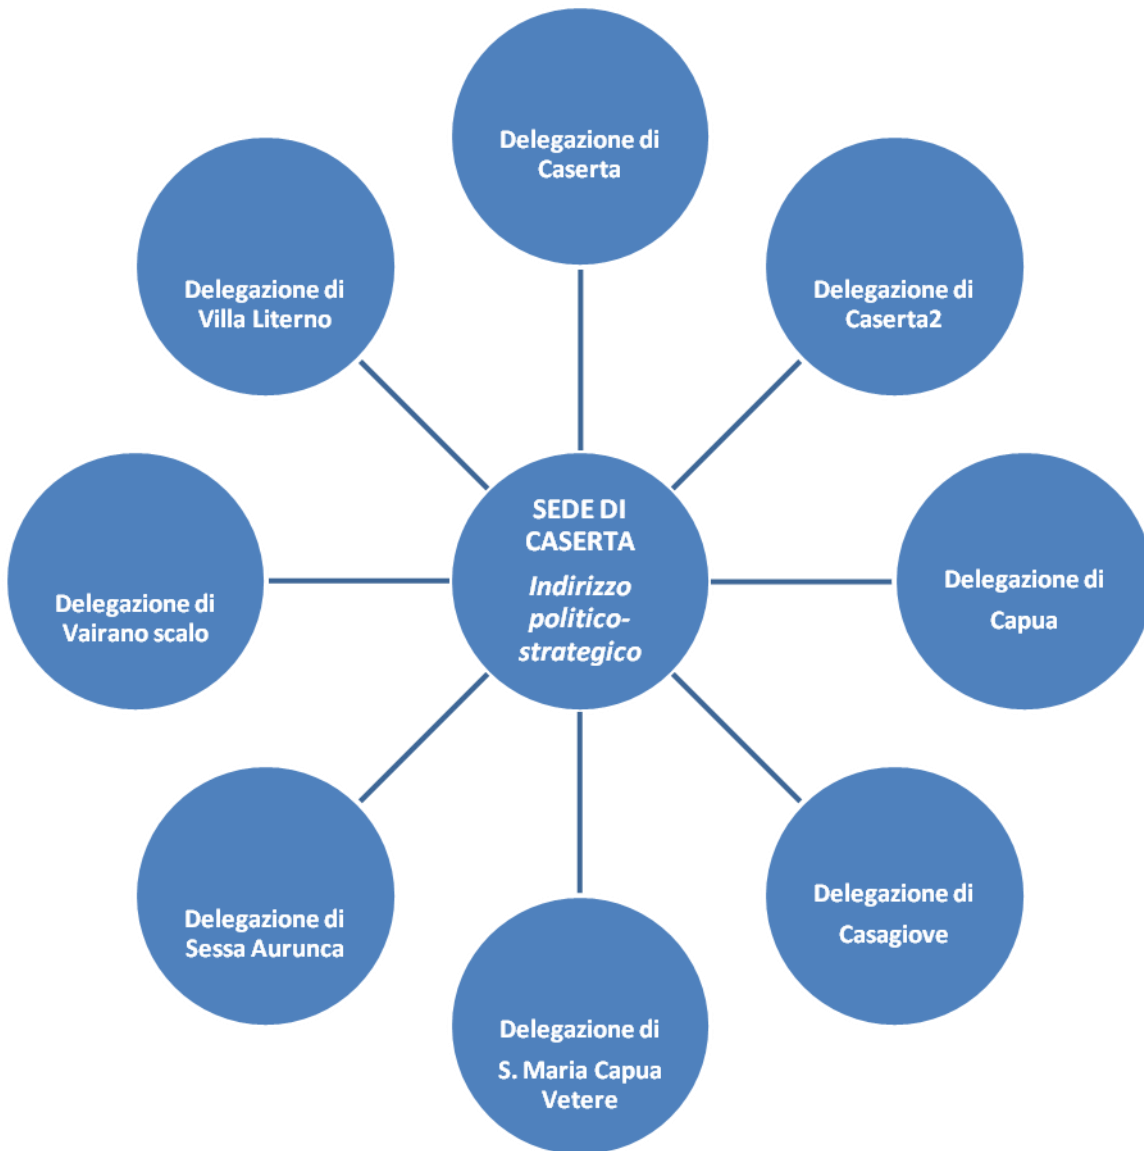 Delegazione di
Caserta
Delegazione di
Villa Literno
Delegazione di
Caserta2
SEDE DI
CASERTA
Indirizzo
politico-
strategico
Delegazione di
Vairano scalo
Delegazione di
Capua
Delegazione di
Sessa Aurunca
Delegazione di
Casagiove
Delegazione di
S. Maria Capua
Vetere